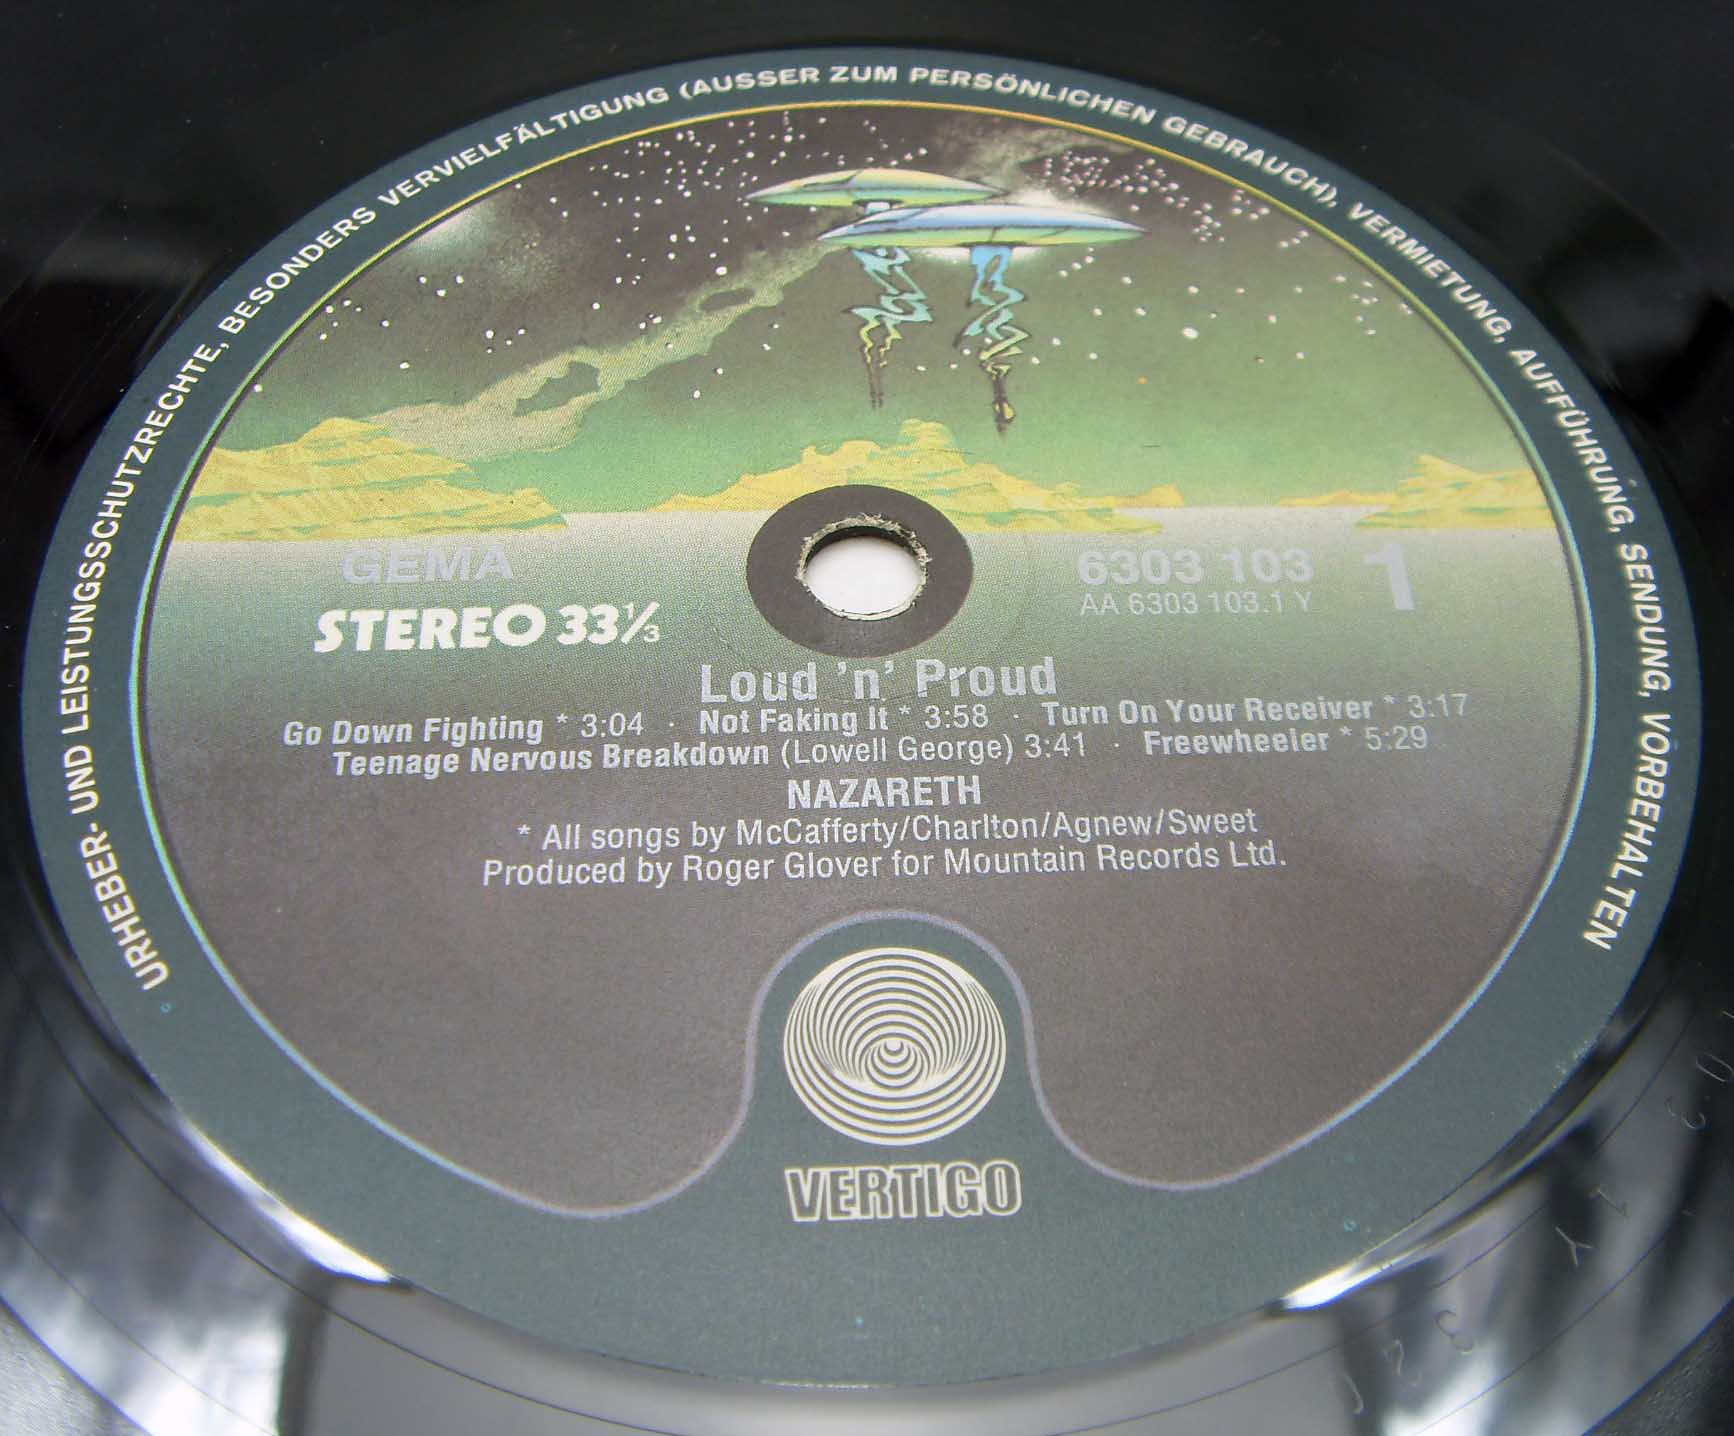 URHEBER- UND LEISTUNGSSCHUTZRECHTE, BESONDERS VERVIELFÄLTIGUNG (AUSSER ZUM PERSÖNLICHEN GEBRAUCH), VERMIETUNG, AUFFÜHRUNG, SENDUNG, VORBEHALTEN
GEMA
STEREO 33⅓
6303 103 1
AA 6303 103.1 Y
Loud 'n' Proud
Go Down Fighting * 3:04 · Not Faking It * 3:58 · Turn On Your Receiver * 3:17
Teenage Nervous Breakdown (Lowell George) 3:41 · Freewheeler * 5:29
NAZARETH
* All songs by McCafferty/Charlton/Agnew/Sweet
Produced by Roger Glover for Mountain Records Ltd.
VERTIGO